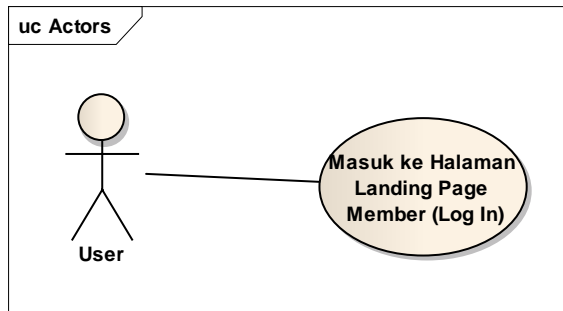 uc Actors
Masuk ke Halaman
Landing Page
Member (Log In)
User